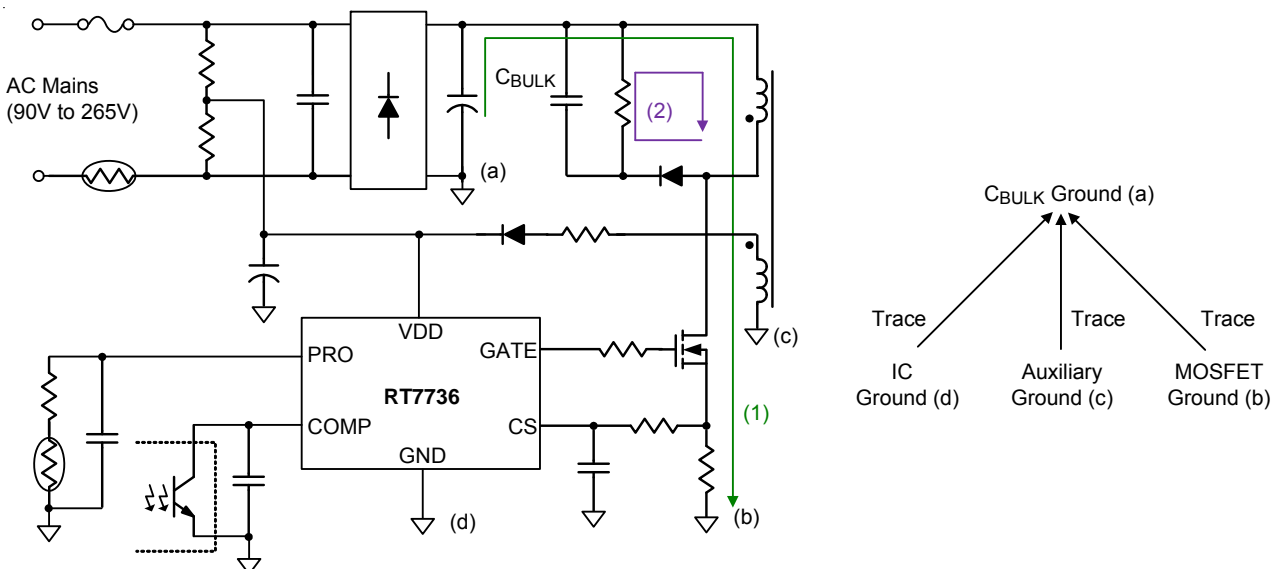 AC Mains
(90V to 265V)
CBULK
(2)
(a)
(c)
VDD
PRO
GATE
RT7736
COMP
CS
GND
(1)
(d)
(b)
CBULK Ground (a)
Trace
Trace
Trace
IC
Ground (d)
Auxiliary
Ground (c)
MOSFET
Ground (b)